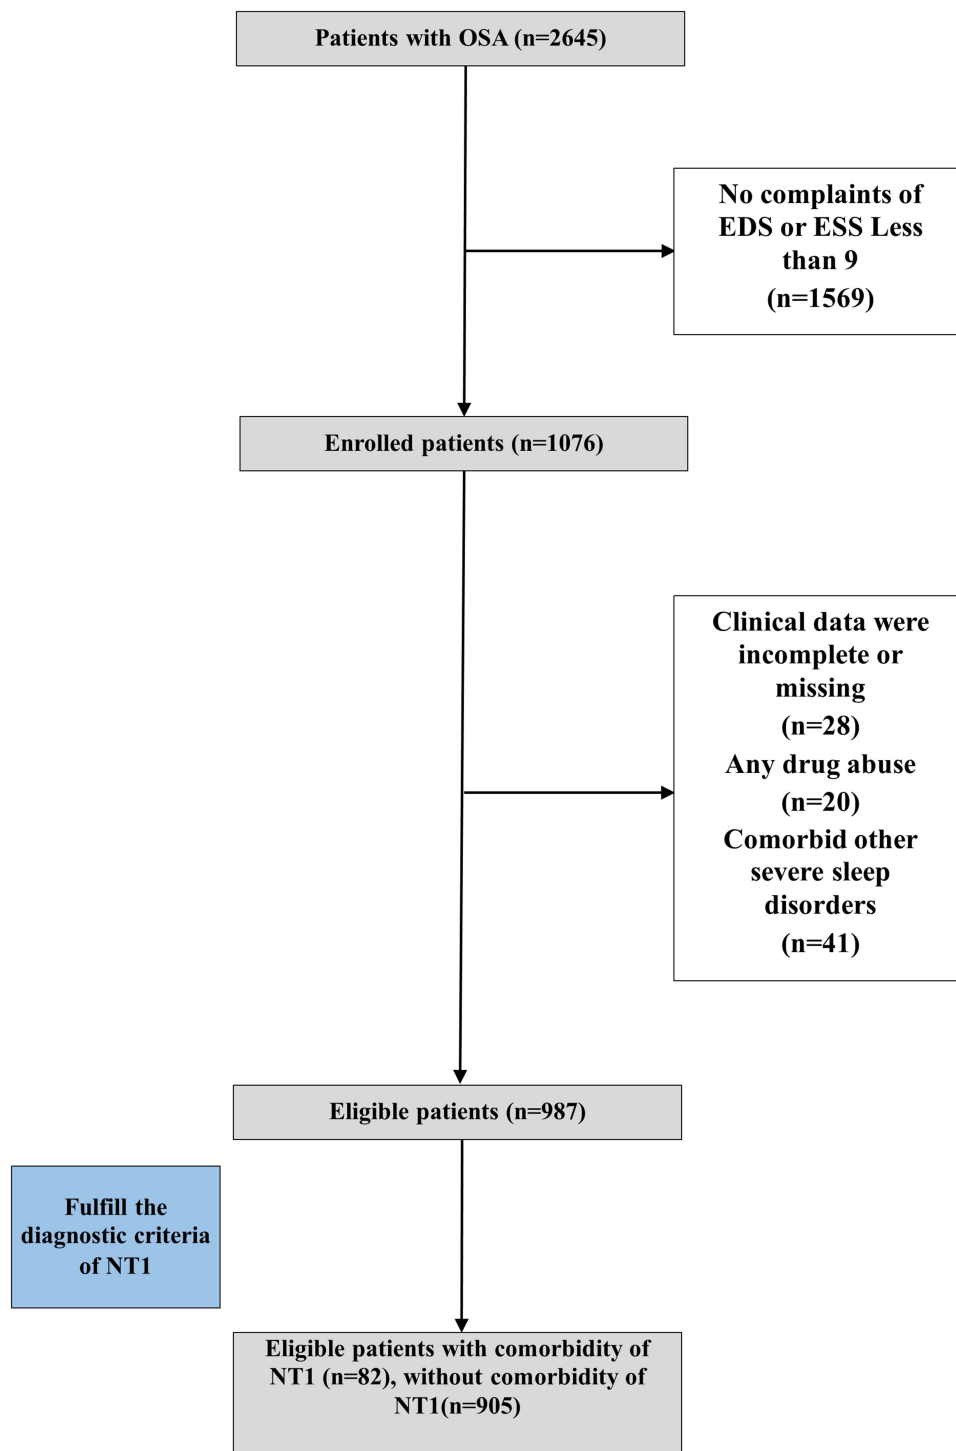 Patients with OSA (n=2645)
No complaints of
EDS or ESS Less
than 9
(n=1569)
Enrolled patients (n=1076)
Clinical data were
incomplete or
missing
(n=28)
Any drug abuse
(n=20)
Comorbid other
severe sleep
disorders
(n=41)
Eligible patients (n=987)
Fulfill the
diagnostic criteria
of NT1
Eligible patients with comorbidity of
NT1 (n=82), without comorbidity of
NT1(n=905)